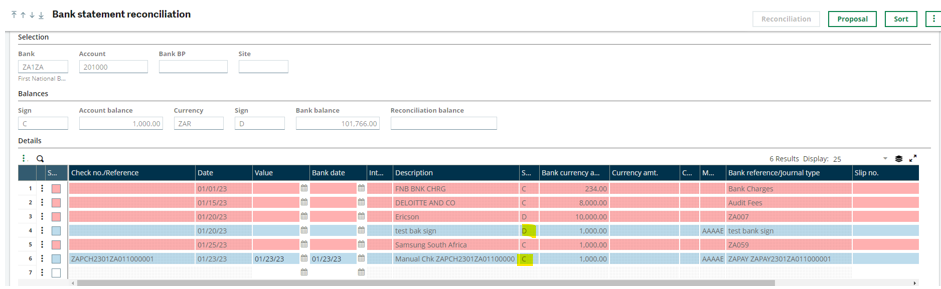 Bank statement reconciliation
Reconciliation Proposal Sort
Selection
Bank Account Bank BP Site
ZA1ZA 201000
First National B...
Balances
Sign Account balance Currency Sign Bank balance Reconciliation balance
C 1,000.00 ZAR D 101,766.00
Details
6 Results Display: 25
S... Check no./Reference Date Value Bank date Int... Description S... Bank currency a... Currency amt. C... M... Bank reference/Journal type Slip no.
1 01/01/23 FNB BNK CHRG C 234.00 Bank Charges
2 01/15/23 DELOITTE AND CO C 8,000.00 Audit Fees
3 01/20/23 Ericson D 10,000.00 ZA007
4 01/20/23 test bak sign D 1,000.00 AAAAE test bank sign
5 01/25/23 Samsung South Africa C 1,000.00 ZA059
6 ZAPCH2301ZA011000001 01/23/23 01/23/23 01/23/23 Manual Chk ZAPCH2301ZA01100000 C 1,000.00 AAAAE ZAPAY ZAPAY2301ZA011000001
7